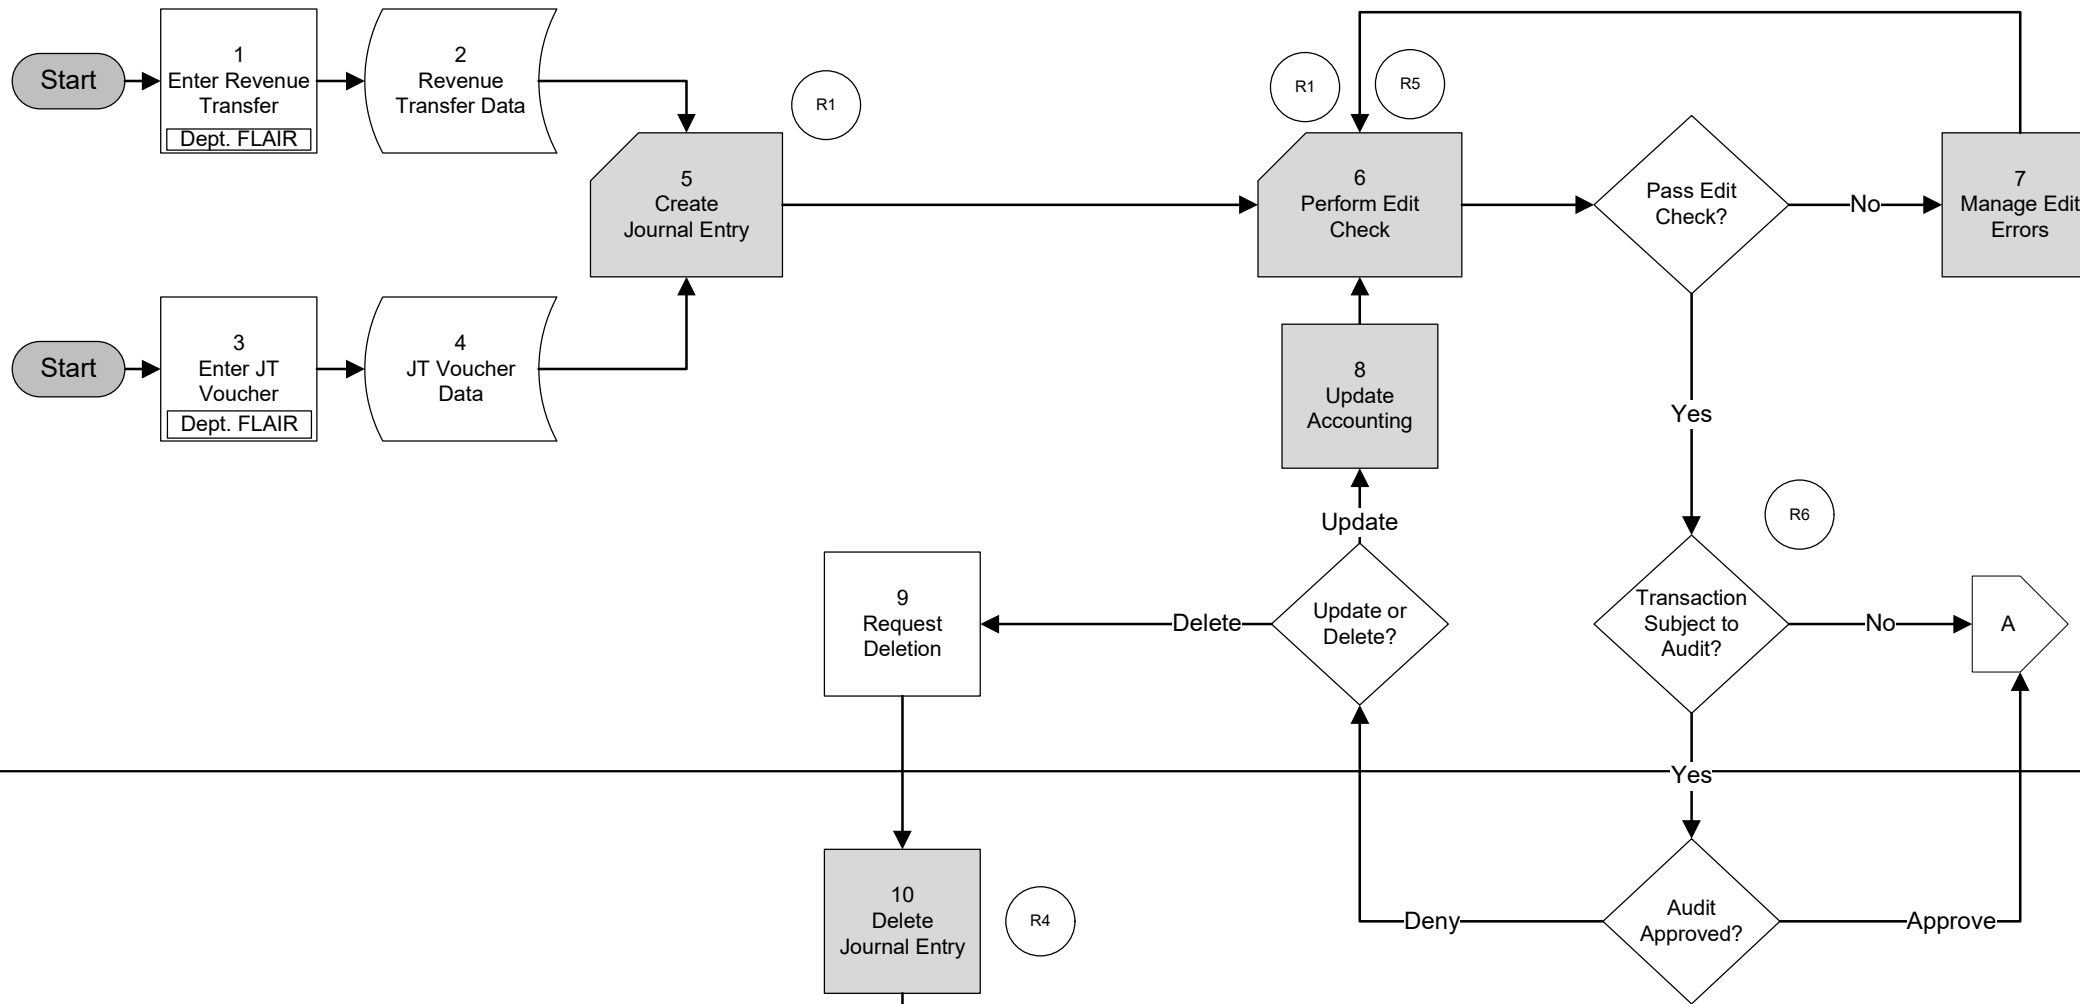 Start
1
Enter Revenue
Transfer
Dept. FLAIR
2
Revenue
Transfer Data
R1
R1
R5
5
Create
Journal Entry
6
Perform Edit
Check
Pass Edit
Check?
No
7
Manage Edit
Errors
Start
3
Enter JT
Voucher
Dept. FLAIR
4
JT Voucher
Data
8
Update
Accounting
Yes
Update
R6
9
Request
Deletion
Delete
Update or
Delete?
Transaction
Subject to
Audit?
No
A
Yes
10
Delete
Journal Entry
R4
Deny
Audit
Approved?
Approve